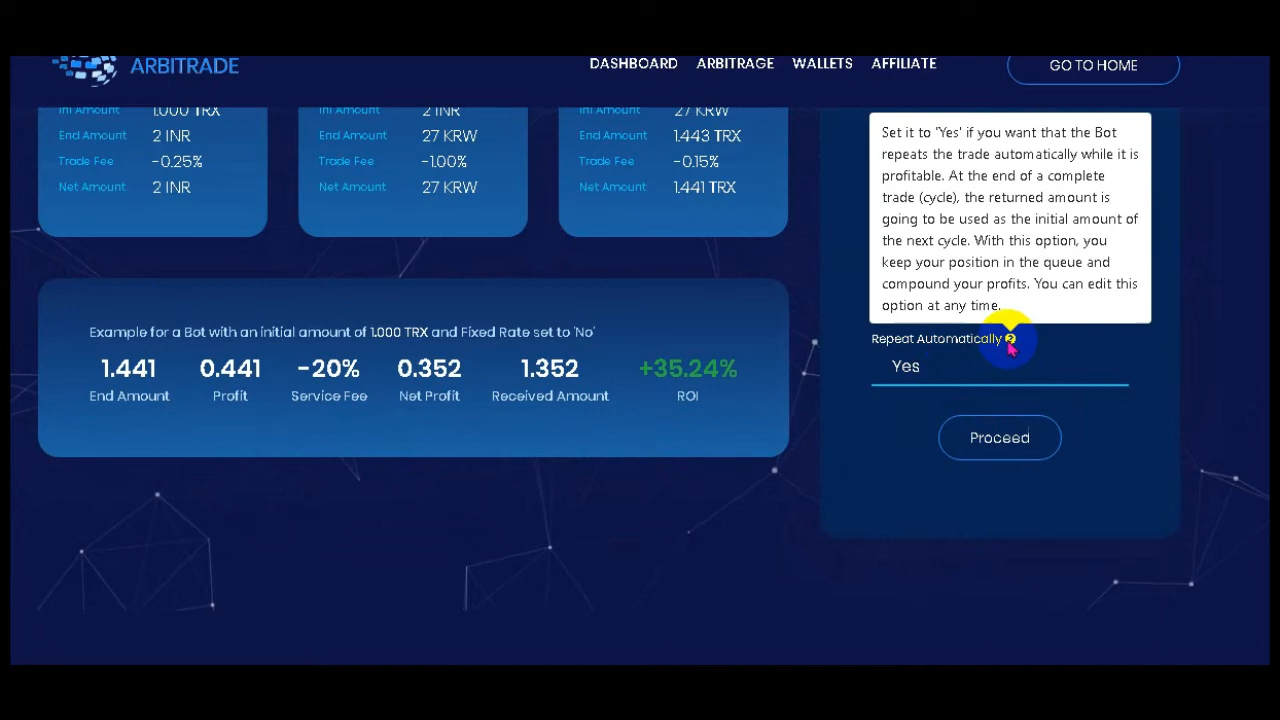 ARBITRADE
DASHBOARD ARBITRAGE WALLETS AFFILIATE GO TO HOME
Ini Amount 1.000 TRX
End Amount 2 INR
Trade Fee -0.25%
Net Amount 2 INR
Ini Amount 2 INR
End Amount 27 KRW
Trade Fee -1.00%
Net Amount 27 KRW
Ini Amount 27 KRW
End Amount 1.443 TRX
Trade Fee -0.15%
Net Amount 1.441 TRX
Example for a Bot with an initial amount of 1.000 TRX and Fixed Rate set to 'No'
1.441 0.441 -20% 0.352 1.352 +35.24%
End Amount Profit Service Fee Net Profit Received Amount ROI
Set it to 'Yes' if you want that the Bot
repeats the trade automatically while it is
profitable. At the end of a complete
trade (cycle), the returned amount is
going to be used as the initial amount of
the next cycle. With this option, you
keep your position in the queue and
compound your profits. You can edit this
option at any time.
Repeat Automatically ?
Yes
Proceed